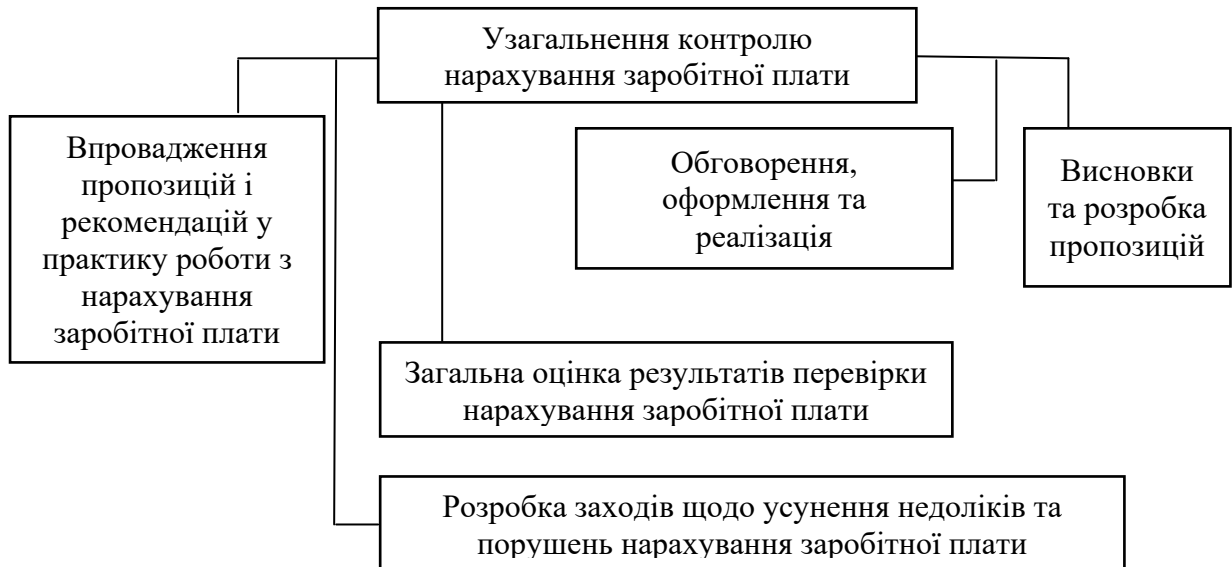 Узагальнення контролю
нарахування заробітної плати
Впровадження
пропозицій і
рекомендацій у
практику роботи з
нарахування
заробітної плати
Обговорення,
оформлення та
реалізація
Висновки
та розробка
пропозицій
Загальна оцінка результатів перевірки
нарахування заробітної плати
Розробка заходів щодо усунення недоліків та
порушень нарахування заробітної плати